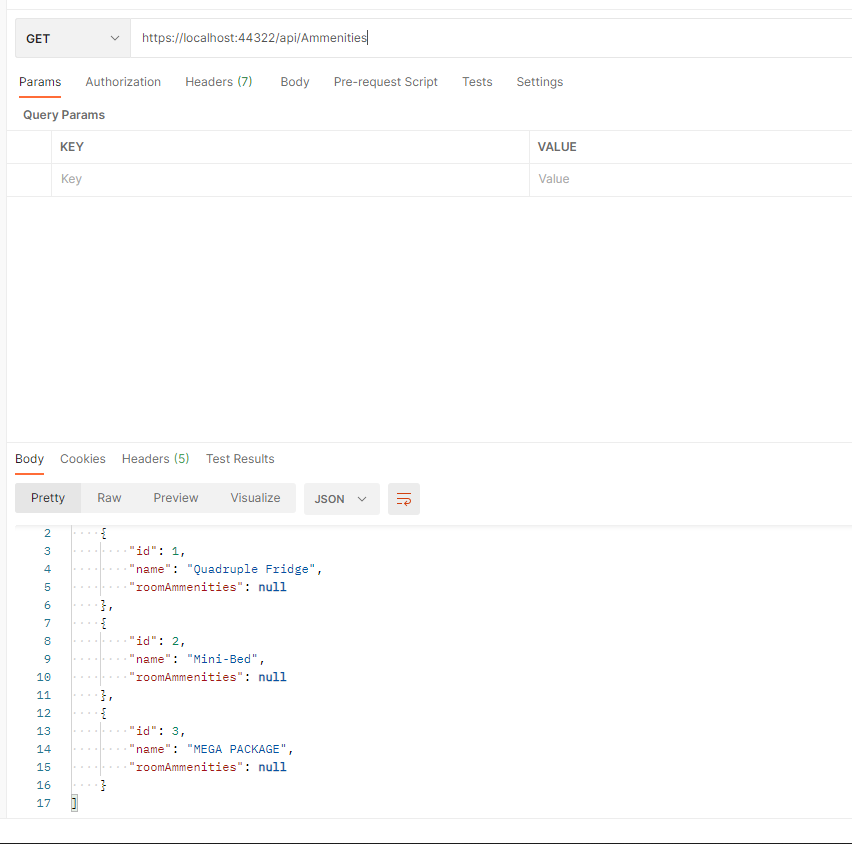 GET https://localhost:44322/api/Ammenities
Params Authorization Headers (7) Body Pre-request Script Tests Settings
Query Params
KEY VALUE
Key Value
Body Cookies Headers (5) Test Results
Pretty Raw Preview Visualize JSON
2 {
3 "id": 1,
4 "name": "Quadruple Fridge",
5 "roomAmmenities": null
6 },
7 {
8 "id": 2,
9 "name": "Mini-Bed",
10 "roomAmmenities": null
11 },
12 {
13 "id": 3,
14 "name": "MEGA PACKAGE",
15 "roomAmmenities": null
16 }
17 ]